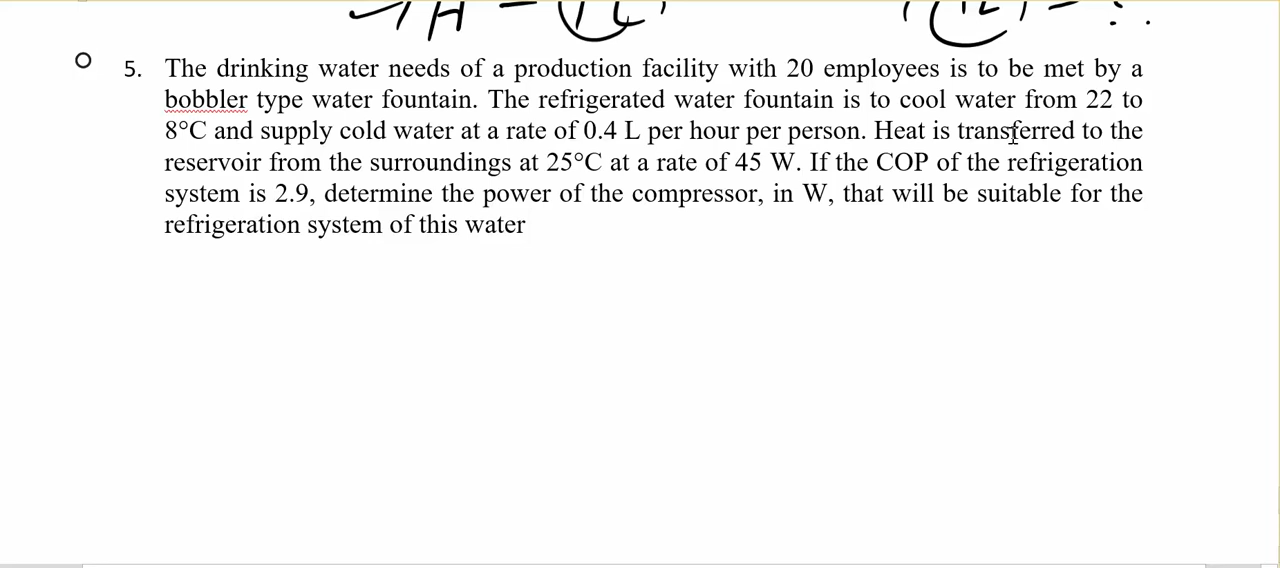 5. The drinking water needs of a production facility with 20 employees is to be met by a
bobbler type water fountain. The refrigerated water fountain is to cool water from 22 to
8°C and supply cold water at a rate of 0.4 L per hour per person. Heat is transferred to the
reservoir from the surroundings at 25°C at a rate of 45 W. If the COP of the refrigeration
system is 2.9, determine the power of the compressor, in W, that will be suitable for the
refrigeration system of this water